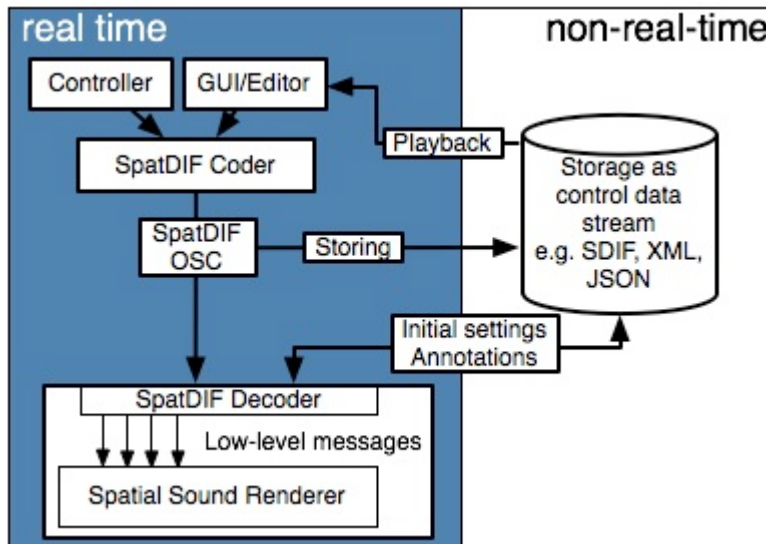 real time
non-real-time
Controller
GUI/Editor
Playback
SpatDIF Coder
Storage as
control data
stream
e.g. SDIF, XML,
JSON
SpatDIF
OSC
Storing
Initial settings
Annotations
SpatDIF Decoder
Low-level messages
Spatial Sound Renderer